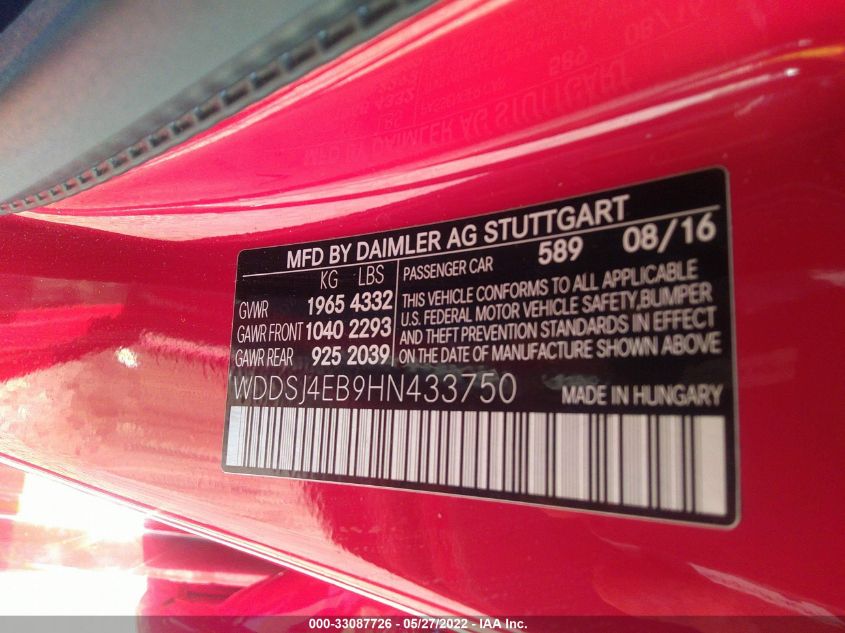 MFD BY DAIMLER AG STUTTGART
KG LBS
GVWR 1965 4332
GAWR FRONT 1040 2293
GAWR REAR 925 2039
PASSENGER CAR 589 08/16
THIS VEHICLE CONFORMS TO ALL APPLICABLE
U.S. FEDERAL MOTOR VEHICLE SAFETY,BUMPER
AND THEFT PREVENTION STANDARDS IN EFFECT
ON THE DATE OF MANUFACTURE SHOWN ABOVE
WDDSJ4EB9HN433750 MADE IN HUNGARY
000-33087726 - 05/27/2022 - IAA Inc.